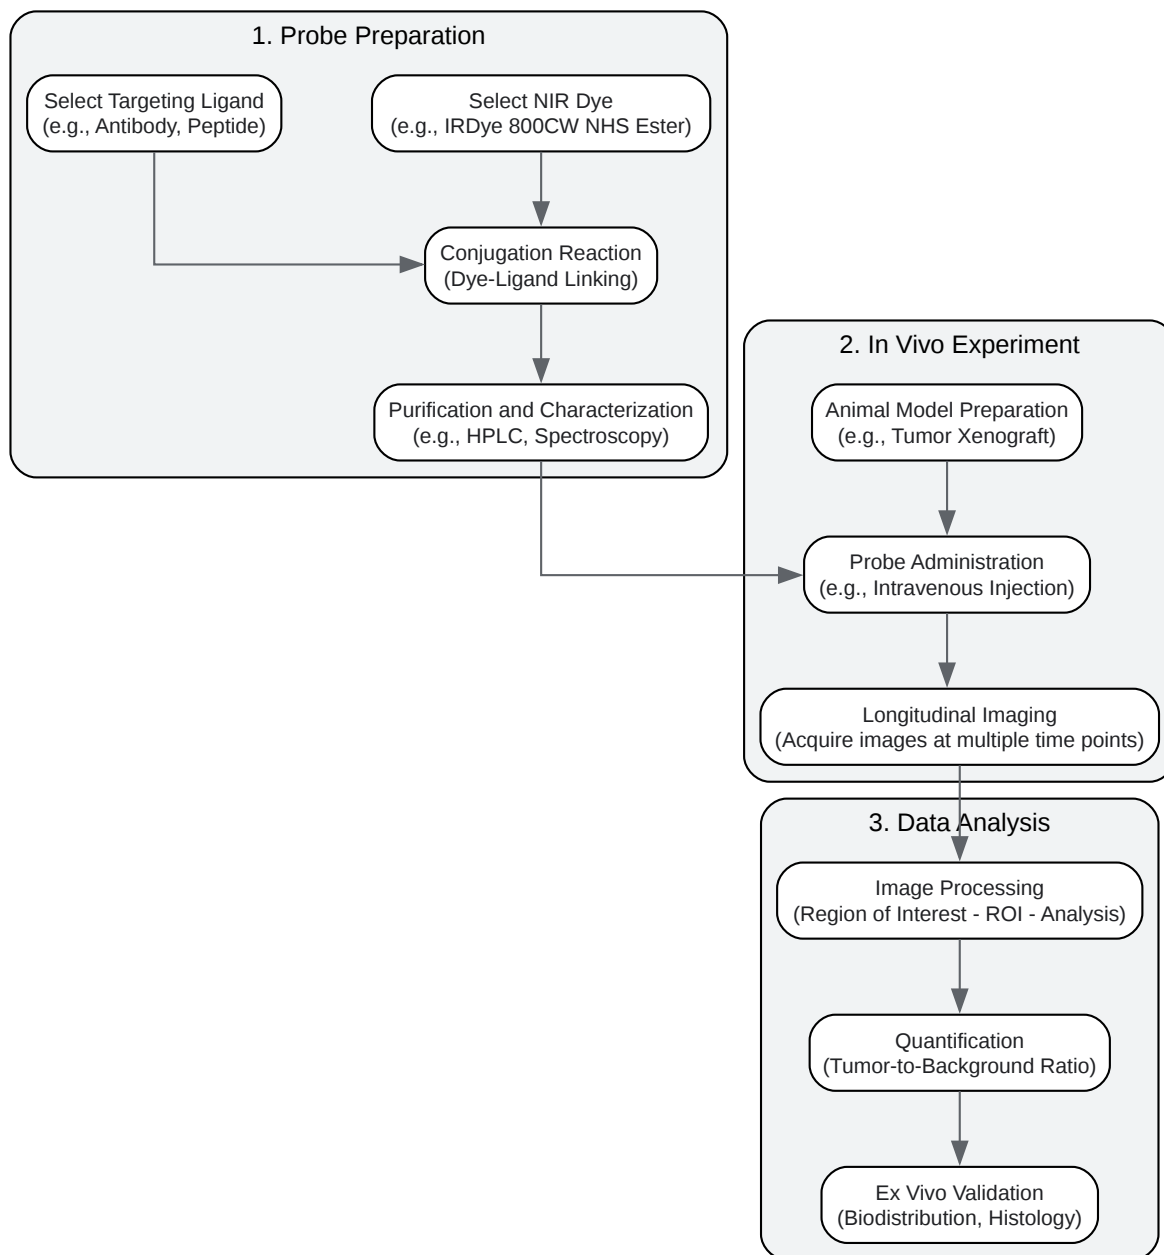 1. Probe Preparation
Select Targeting Ligand
(e.g., Antibody, Peptide)
Select NIR Dye
(e.g., IRDye 800CW NHS Ester)
Conjugation Reaction
(Dye-Ligand Linking)
Purification and Characterization
(e.g., HPLC, Spectroscopy)
2. In Vivo Experiment
Animal Model Preparation
(e.g., Tumor Xenograft)
Probe Administration
(e.g., Intravenous Injection)
Longitudinal Imaging
(Acquire images at multiple time points)
3. Data Analysis
Image Processing
(Region of Interest - ROI - Analysis)
Quantification
(Tumor-to-Background Ratio)
Ex Vivo Validation
(Biodistribution, Histology)